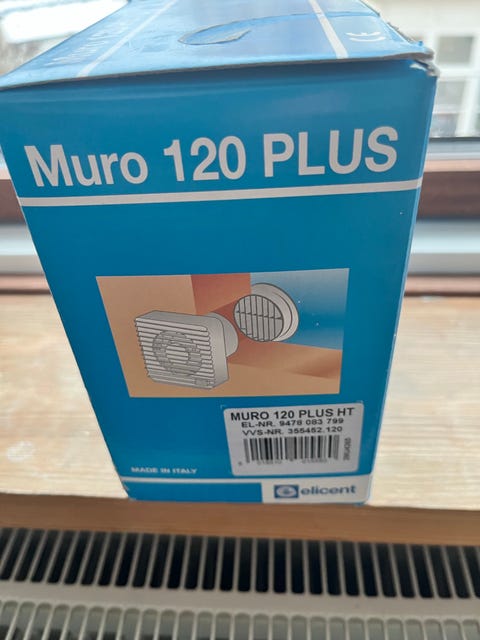 Muro 120 PLUS
MURO 120 PLUS HT
EL-NR. 9478 083 799
VVS-NR. 355452.120
MADE IN ITALY
elicent
CE